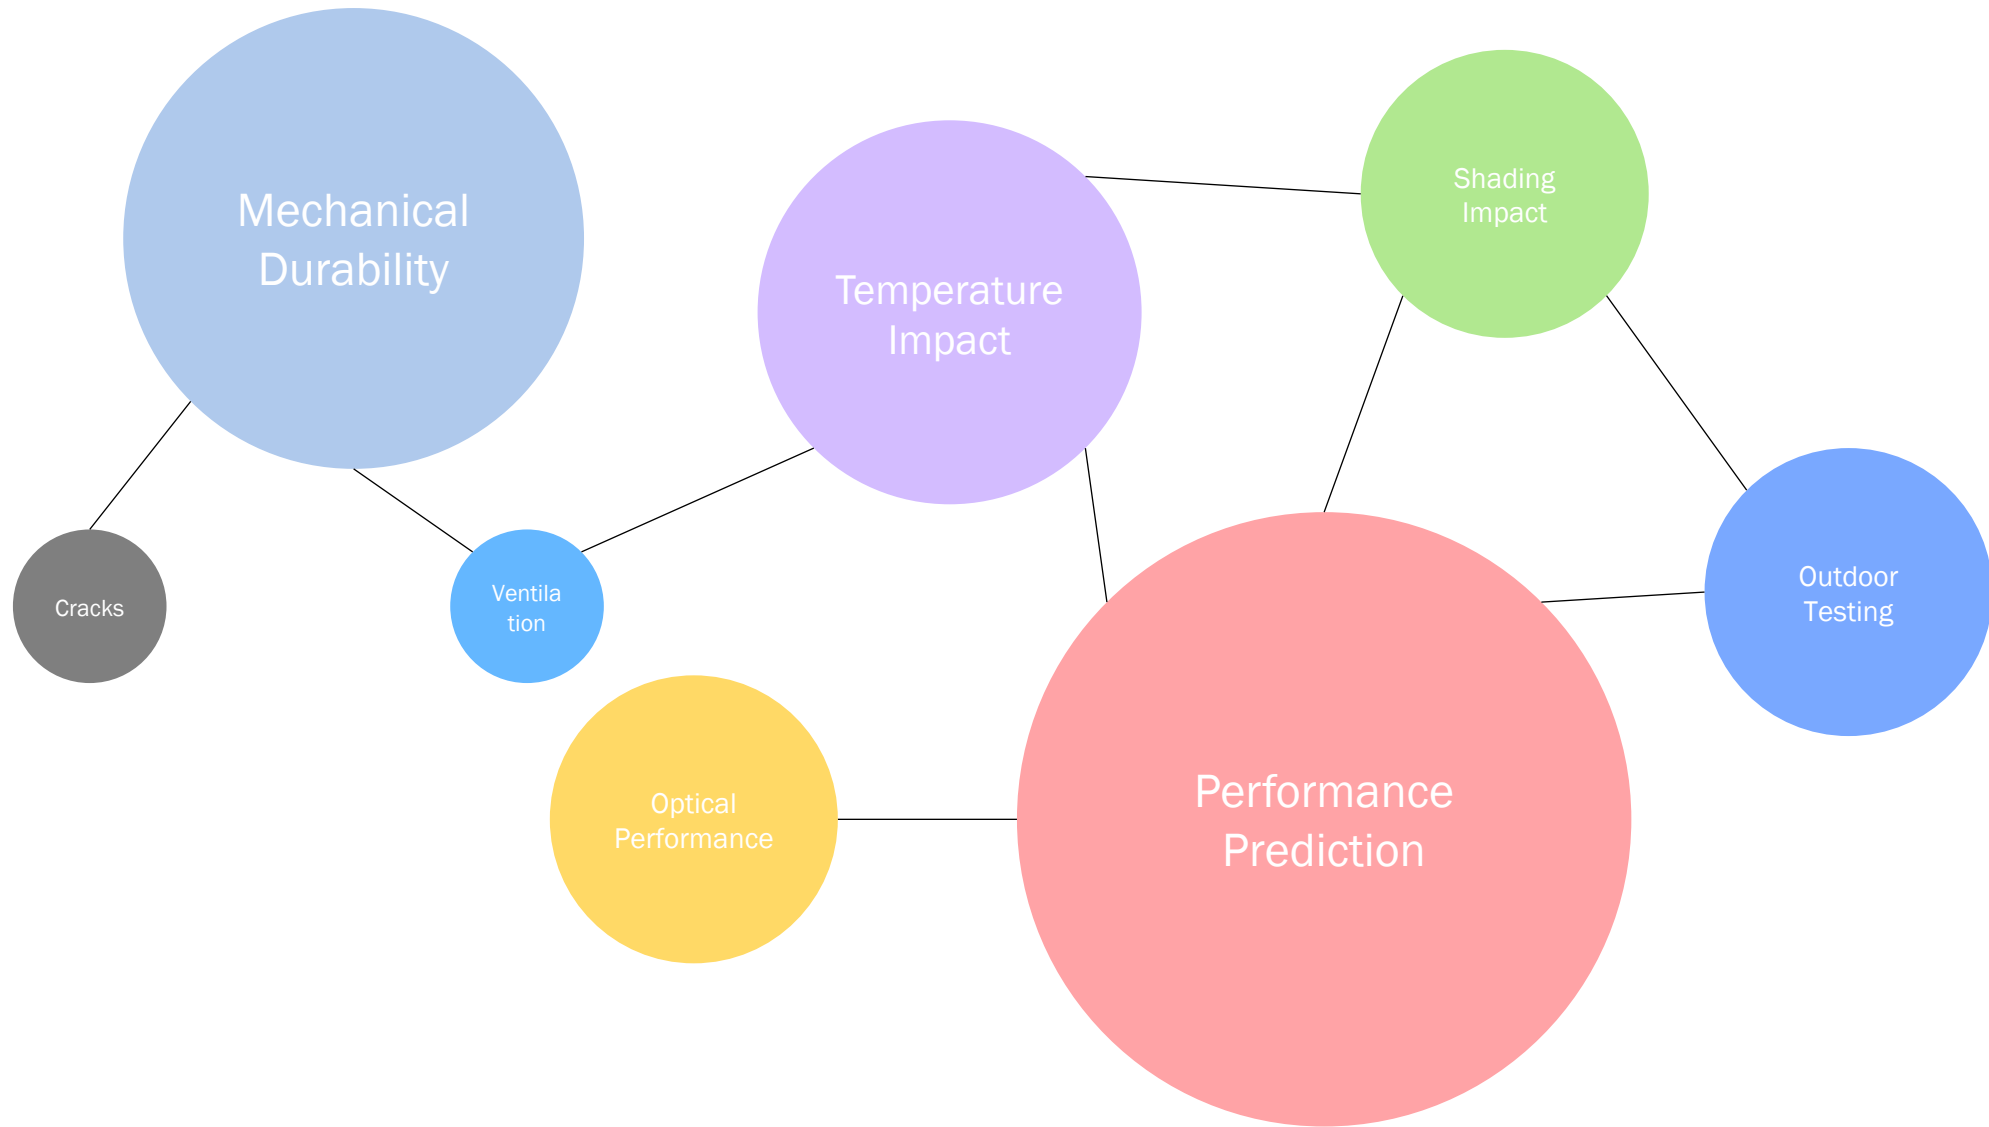 Mechanical
Durability
Temperature
Impact
Shading
Impact
Cracks
Ventila
tion
Outdoor
Testing
Optical
Performance
Performance
Prediction